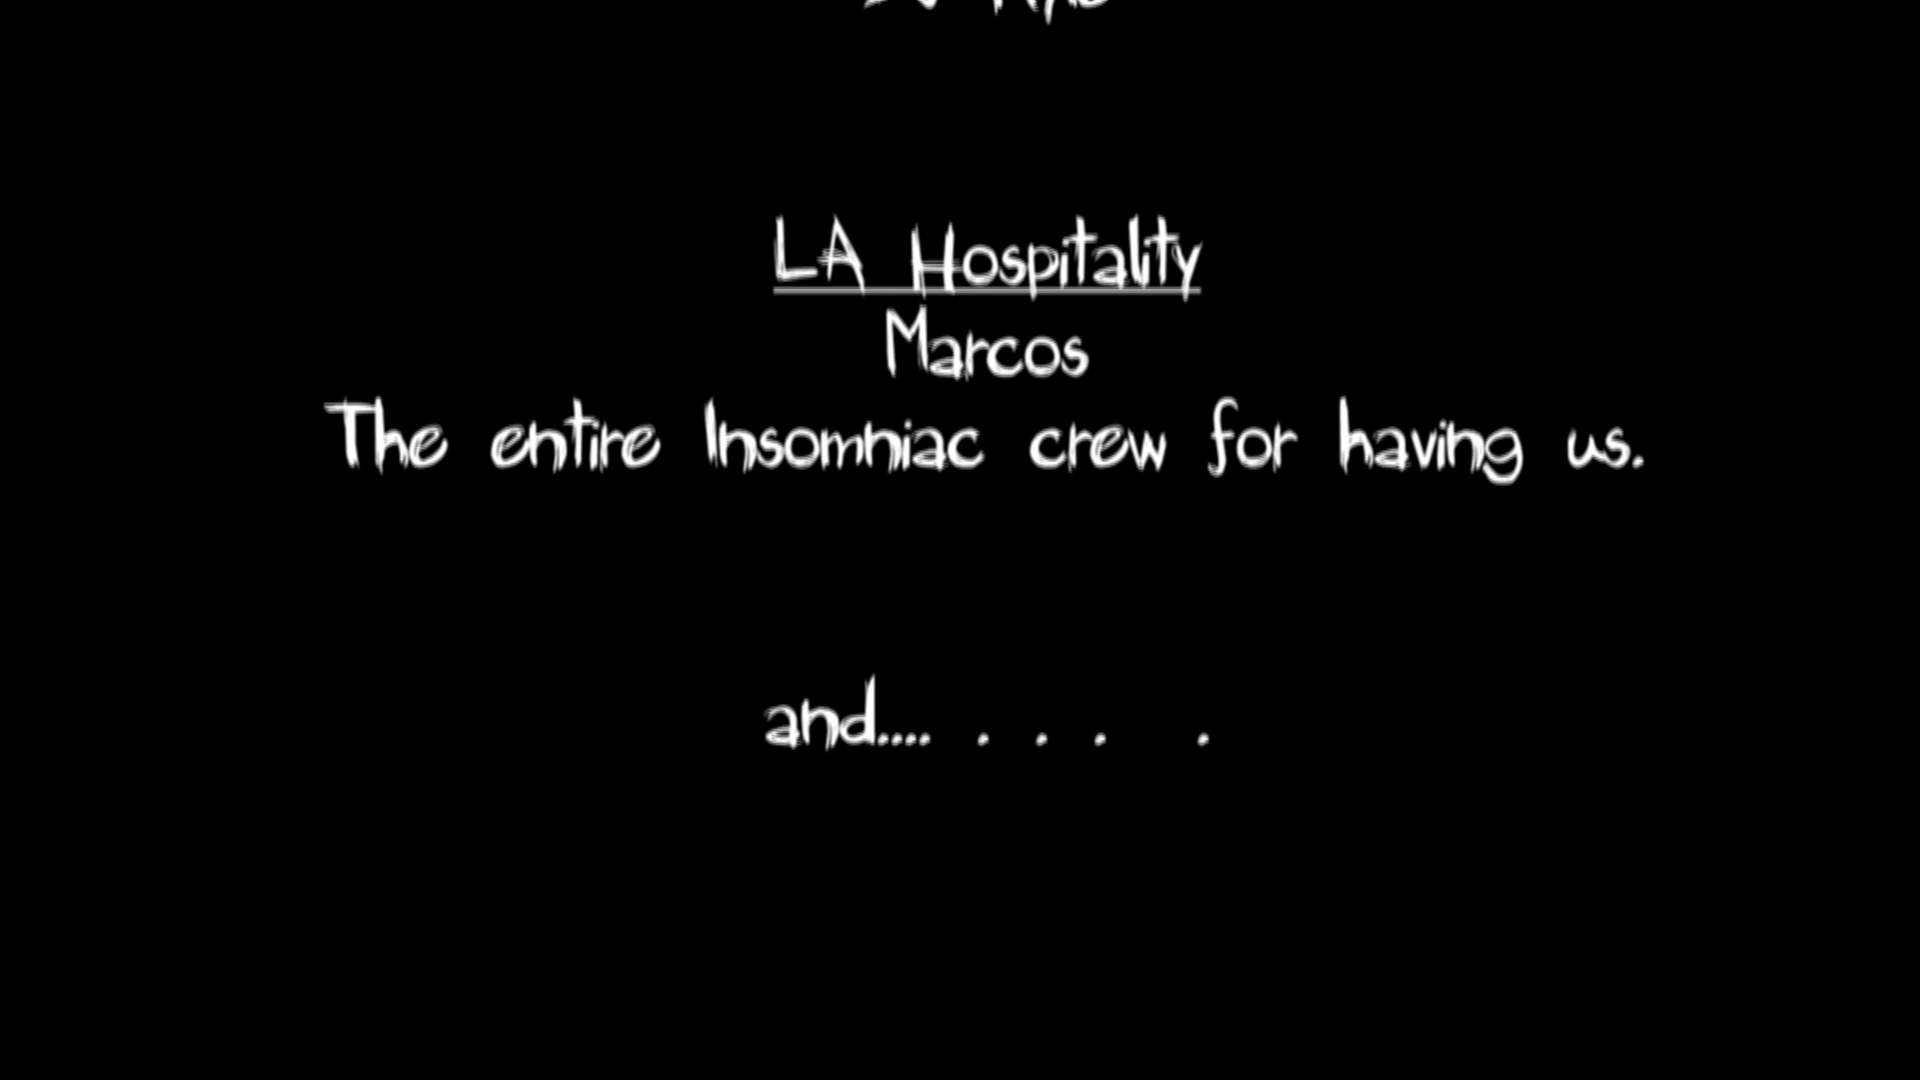 LA Hospitality
Marcos
The entire Insomniac crew for having us.
and.... . . . .